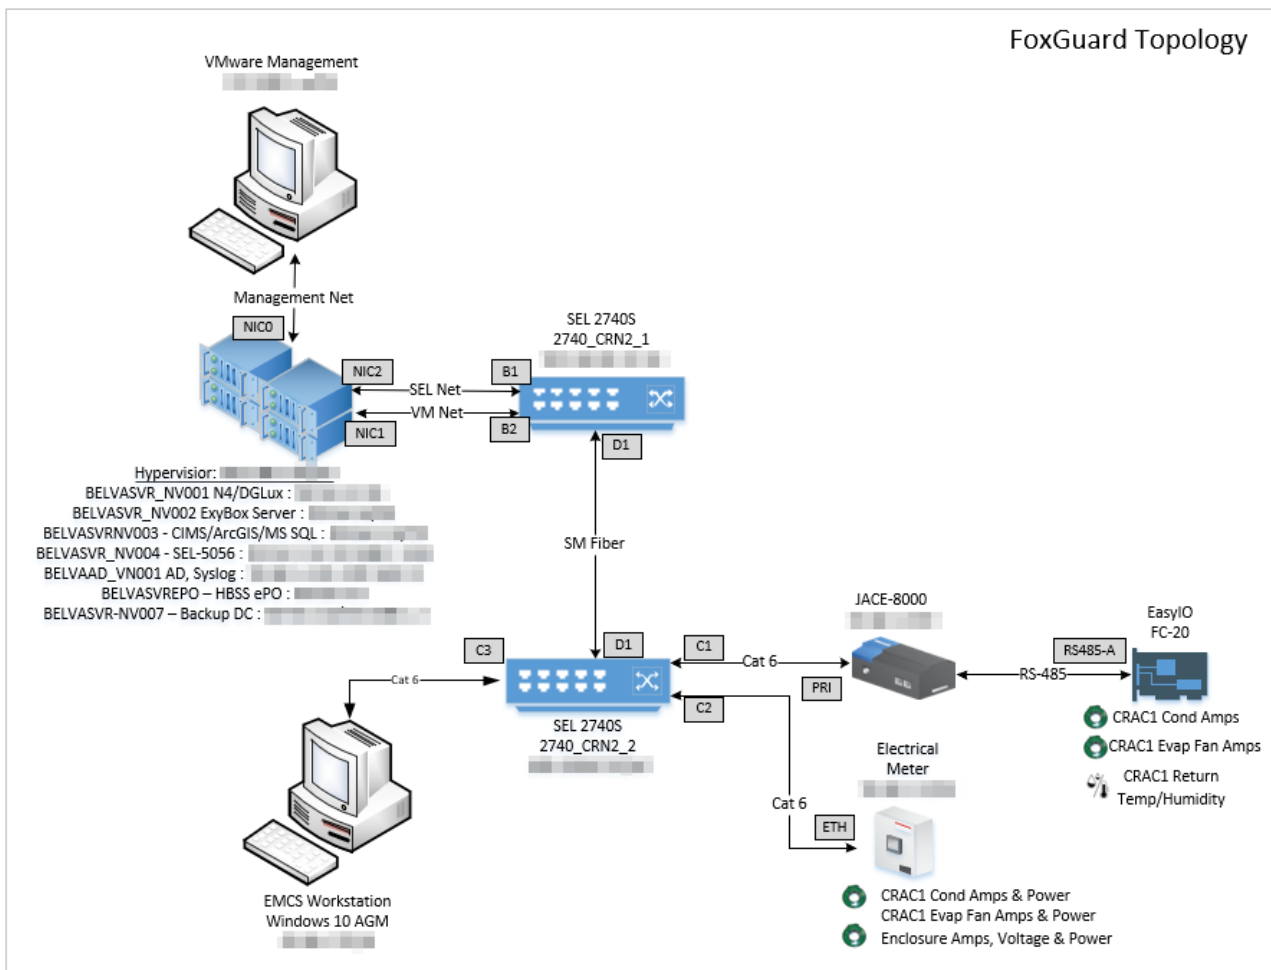 FoxGuard Topology
VMware Management
Management Net
NIC0
NIC2
SEL Net
B1
VM Net
NIC1
B2
SEL 2740S
2740_CRN2_1
D1
Hypervisior:
BELVASVR_NV001 N4/DGLux :
BELVASVR_NV002 ExyBox Server :
BELVASVRNV003 - CIMS/ArcGIS/MS SQL :
BELVASVR_NV004 - SEL-5056 :
BELVAAD_VN001 AD, Syslog :
BELVASVREPO – HBSS ePO :
BELVASVR-NV007 – Backup DC :
SM Fiber
D1
C3
C1
Cat 6
C2
Cat 6
SEL 2740S
2740_CRN2_2
JACE-8000
PRI
RS-485
RS485-A
EasyIO
FC-20
CRAC1 Cond Amps
CRAC1 Evap Fan Amps
CRAC1 Return
Temp/Humidity
Electrical
Meter
Cat 6
ETH
CRAC1 Cond Amps & Power
CRAC1 Evap Fan Amps & Power
Enclosure Amps, Voltage & Power
EMCS Workstation
Windows 10 AGM